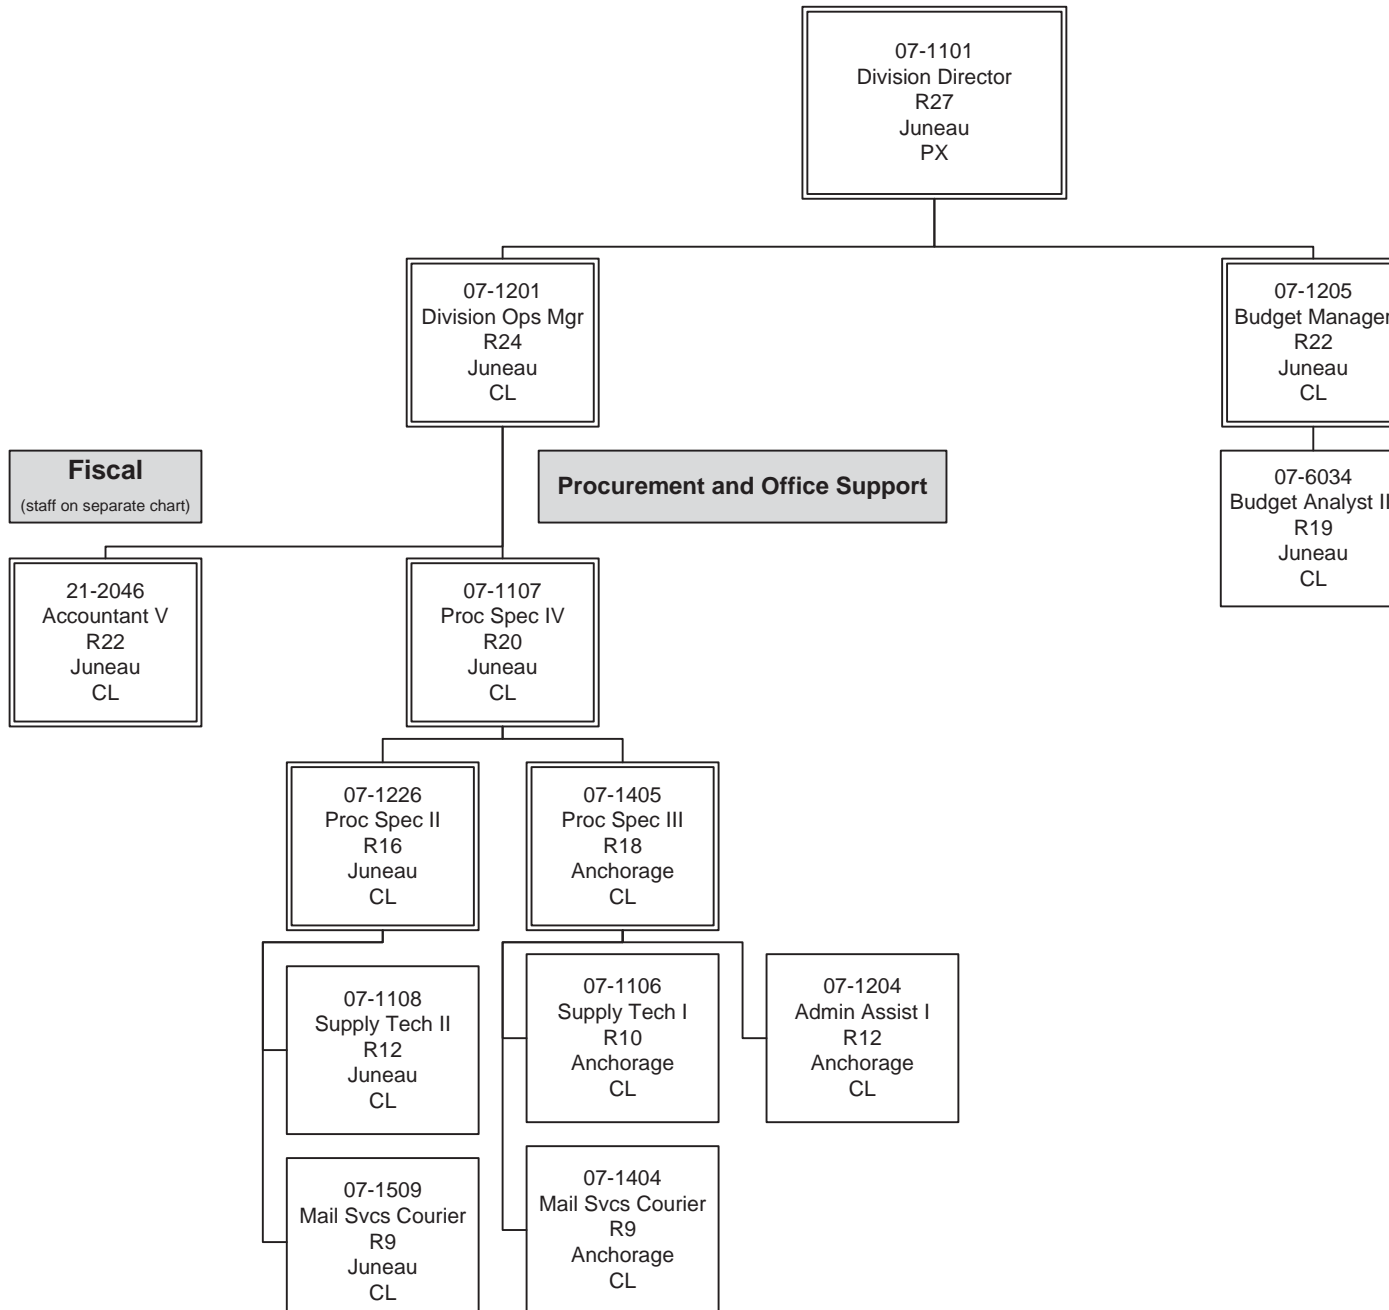 07-1101
Division Director
R27
Juneau
PX
07-1201
Division Ops Mgr
R24
Juneau
CL
07-1205
Budget Manager
R22
Juneau
CL
Fiscal
(staff on separate chart)
Procurement and Office Support
07-6034
Budget Analyst II
R19
Juneau
CL
21-2046
Accountant V
R22
Juneau
CL
07-1107
Proc Spec IV
R20
Juneau
CL
07-1226
Proc Spec II
R16
Juneau
CL
07-1405
Proc Spec III
R18
Anchorage
CL
07-1108
Supply Tech II
R12
Juneau
CL
07-1106
Supply Tech I
R10
Anchorage
CL
07-1204
Admin Assist I
R12
Anchorage
CL
07-1509
Mail Svcs Courier
R9
Juneau
CL
07-1404
Mail Svcs Courier
R9
Anchorage
CL